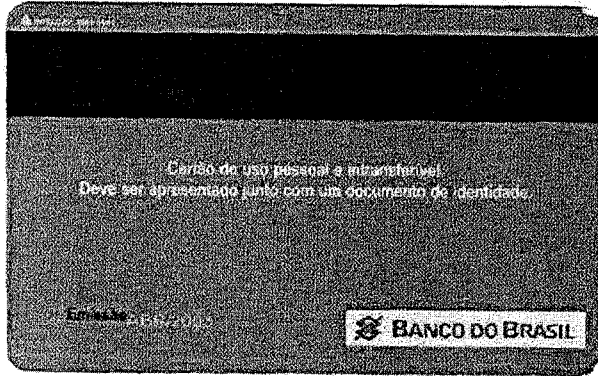 Cartão de uso pessoal e intransferível.
Deve ser apresentado junto com um documento de identidade.
Emissão
BANCO DO BRASIL